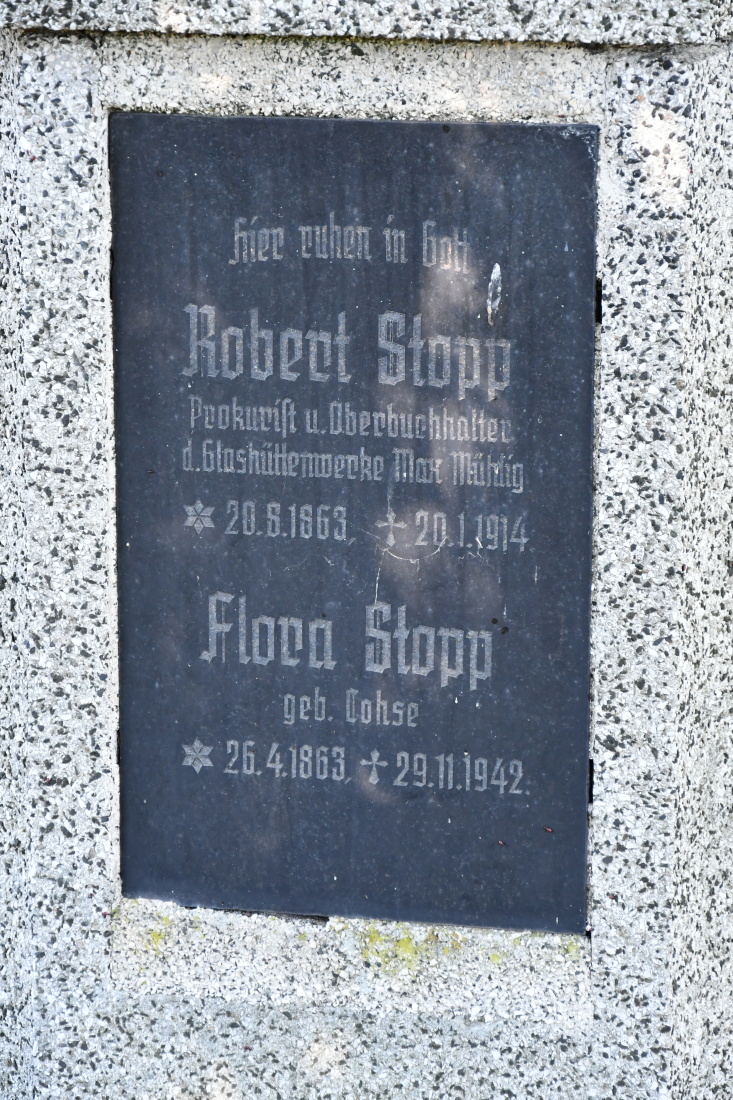 Hier ruhen in Gott
Robert Stopp
Prokurist u. Oberbuchhalter
d. Glashüttenwerke Max Mühlig
20.8.1863, 20.1.1914.
Flora Stopp
geb. Lohse
26.4.1863, 29.11.1942.